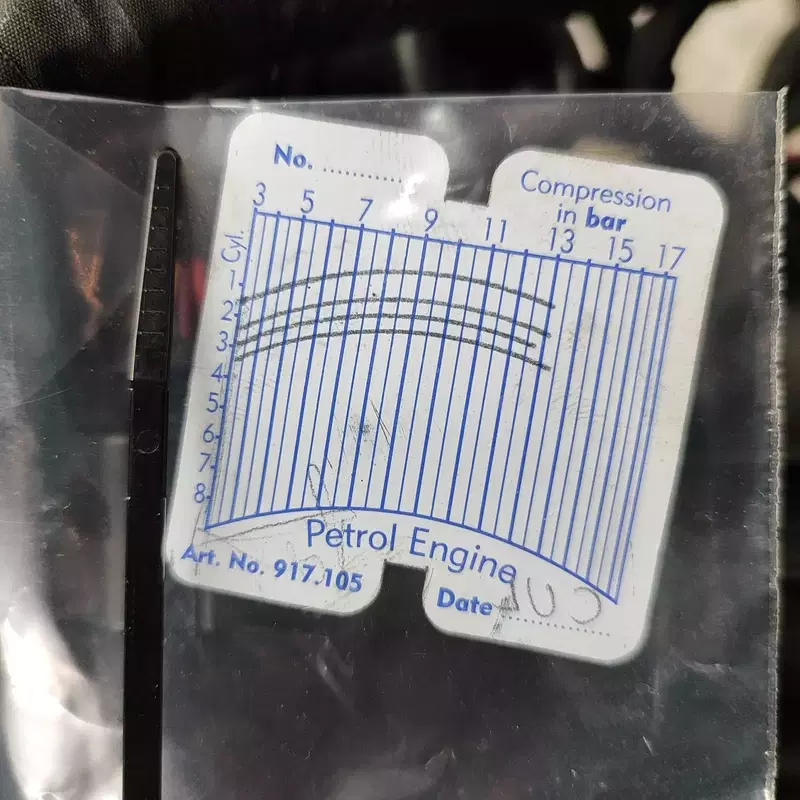 No. ................
Compression
in bar
3 5 7 9 11 13 15 17
Cyl.
1
2
3
4
5
6
7
8
Petrol Engine
Art. No. 917.105
Date ....................